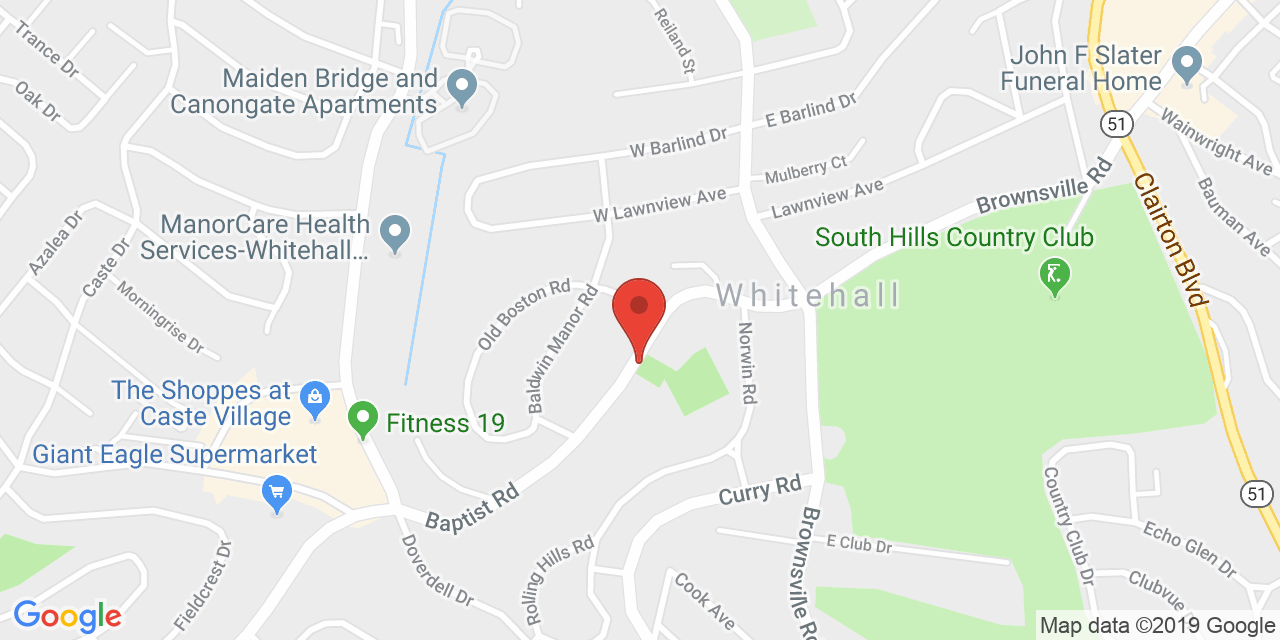 Trance Dr
Oak Dr
Maiden Bridge and
Canongate Apartments
Reiland St
John F Slater
Funeral Home
E Barlind Dr
W Barlind Dr
51
Wainwright Ave
Mulberry Ct
Lawnview Ave
W Lawnview Ave
Brownsville Rd
Bauman Ave
Clairton Blvd
Azalea Dr
Caste Dr
ManorCare Health
Services-Whitehall...
South Hills Country Club
Morningrise Dr
Old Boston Rd
Baldwin Manor Rd
Whitehall
Norwin Rd
The Shoppes at
Caste Village
Fitness 19
Giant Eagle Supermarket
Baptist Rd
Curry Rd
51
Brownsville Rd
Country Club Dr
Fieldcrest Dr
Doverdell Dr
Rolling Hills Rd
E Club Dr
Echo Glen Dr
Cook Ave
Clubvue
Google
Map data ©2019 Google